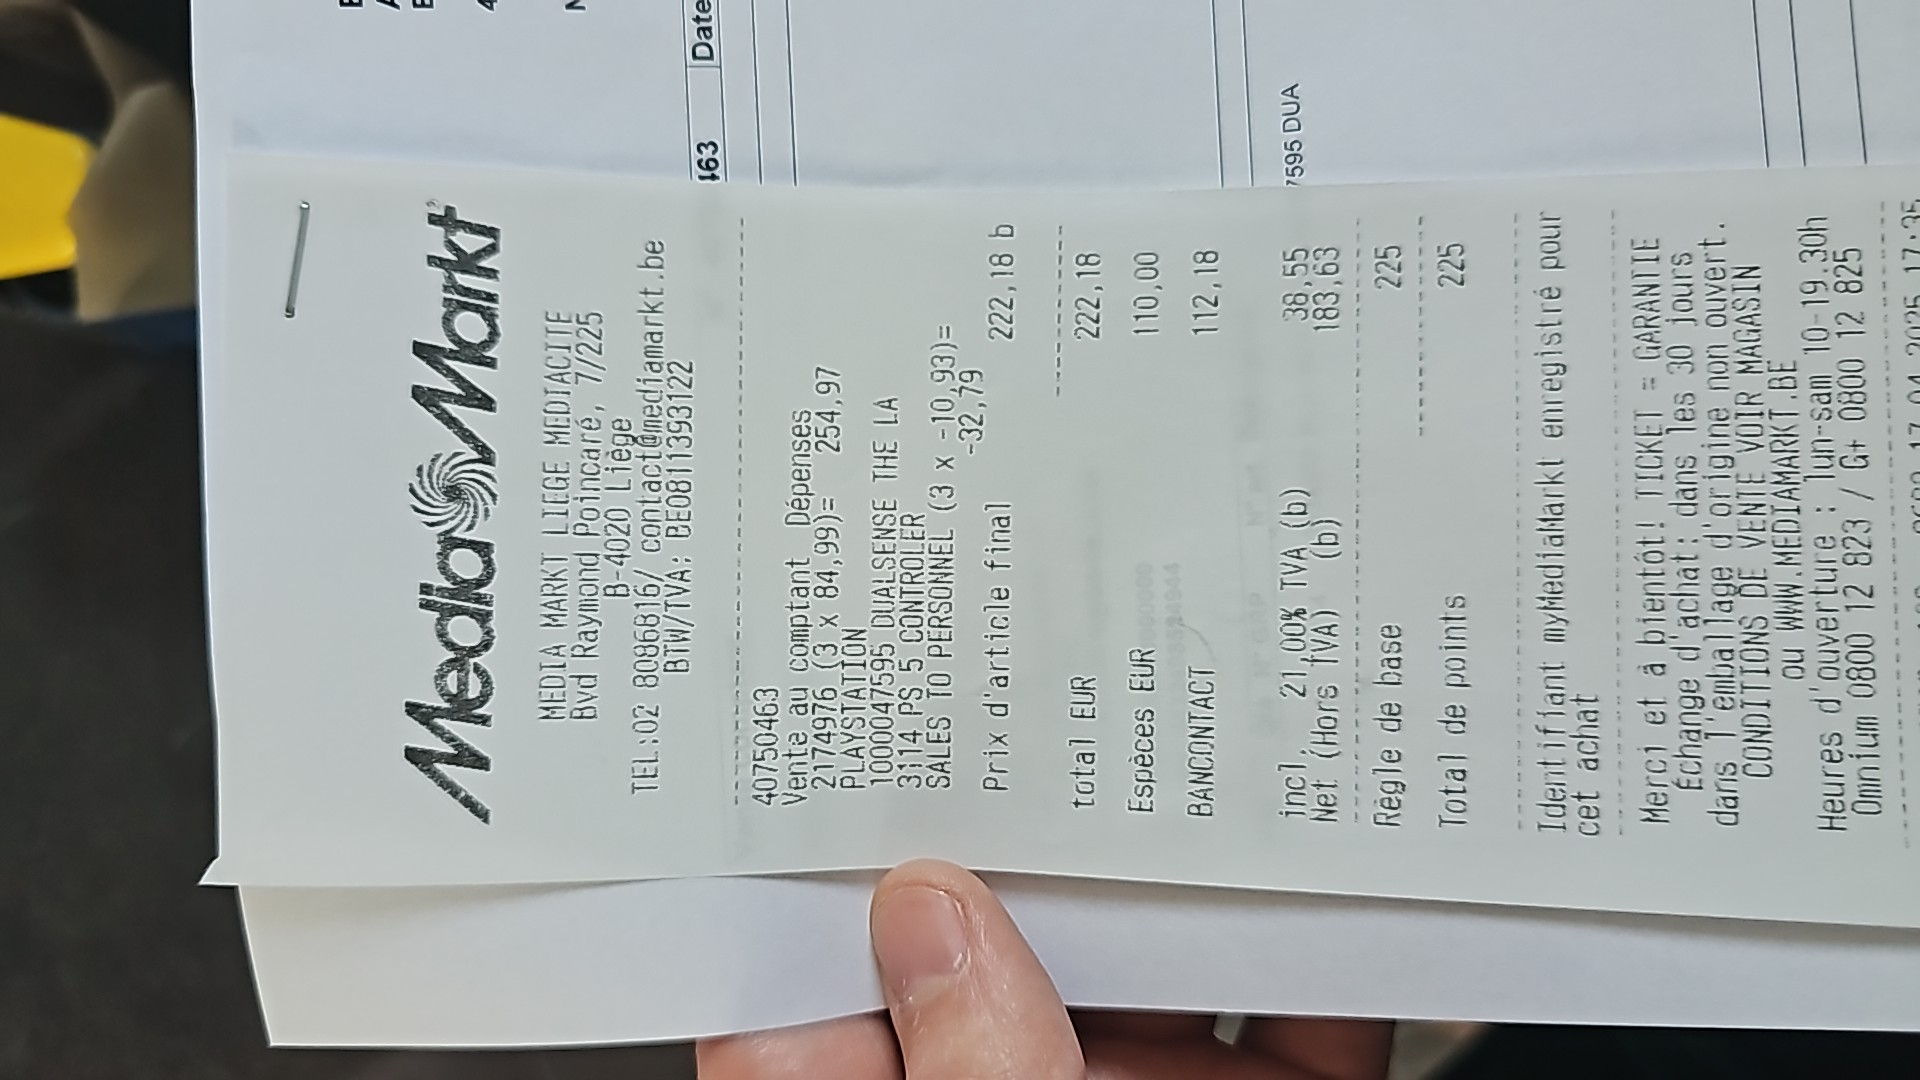 Date
463
7595 DUA
MediaMarkt®
MEDIA MARKT LIEGE MEDIACITE
Bvd Raymond Poincaré, 7/225
B-4020 Liège
TEL.:02 8086816/ contact@mediamarkt.be
BTW/TVA: BE0811393122
40750463
Vente au comptant Dépenses
2174976 (3 x 84,99)= 254,97
PLAYSTATION
1000047595 DUALSENSE THE LA
3114 PS 5 CONTROLER
SALES TO PERSONNEL (3 x -10,93)=
-32,79
Prix d'article final 222,18 b
total EUR 222,18
Espèces EUR 110,00
BANCONTACT 112,18
incl. 21,00% TVA (b) 38,55
Net (Hors TVA) (b) 183,63
Règle de base 225
Total de points 225
Identifiant myMediaMarkt enregistré pour
cet achat
Merci et à bientôt! TICKET = GARANTIE
Échange d'achat: dans les 30 jours
dans l'emballage d'origine non ouvert.
CONDITIONS DE VENTE VOIR MAGASIN
ou WWW.MEDIAMARKT.BE
Heures d'ouverture : lun-sam 10-19.30h
Omnium 0800 12 823 / G+ 0800 12 825
17.04.2025 17:35